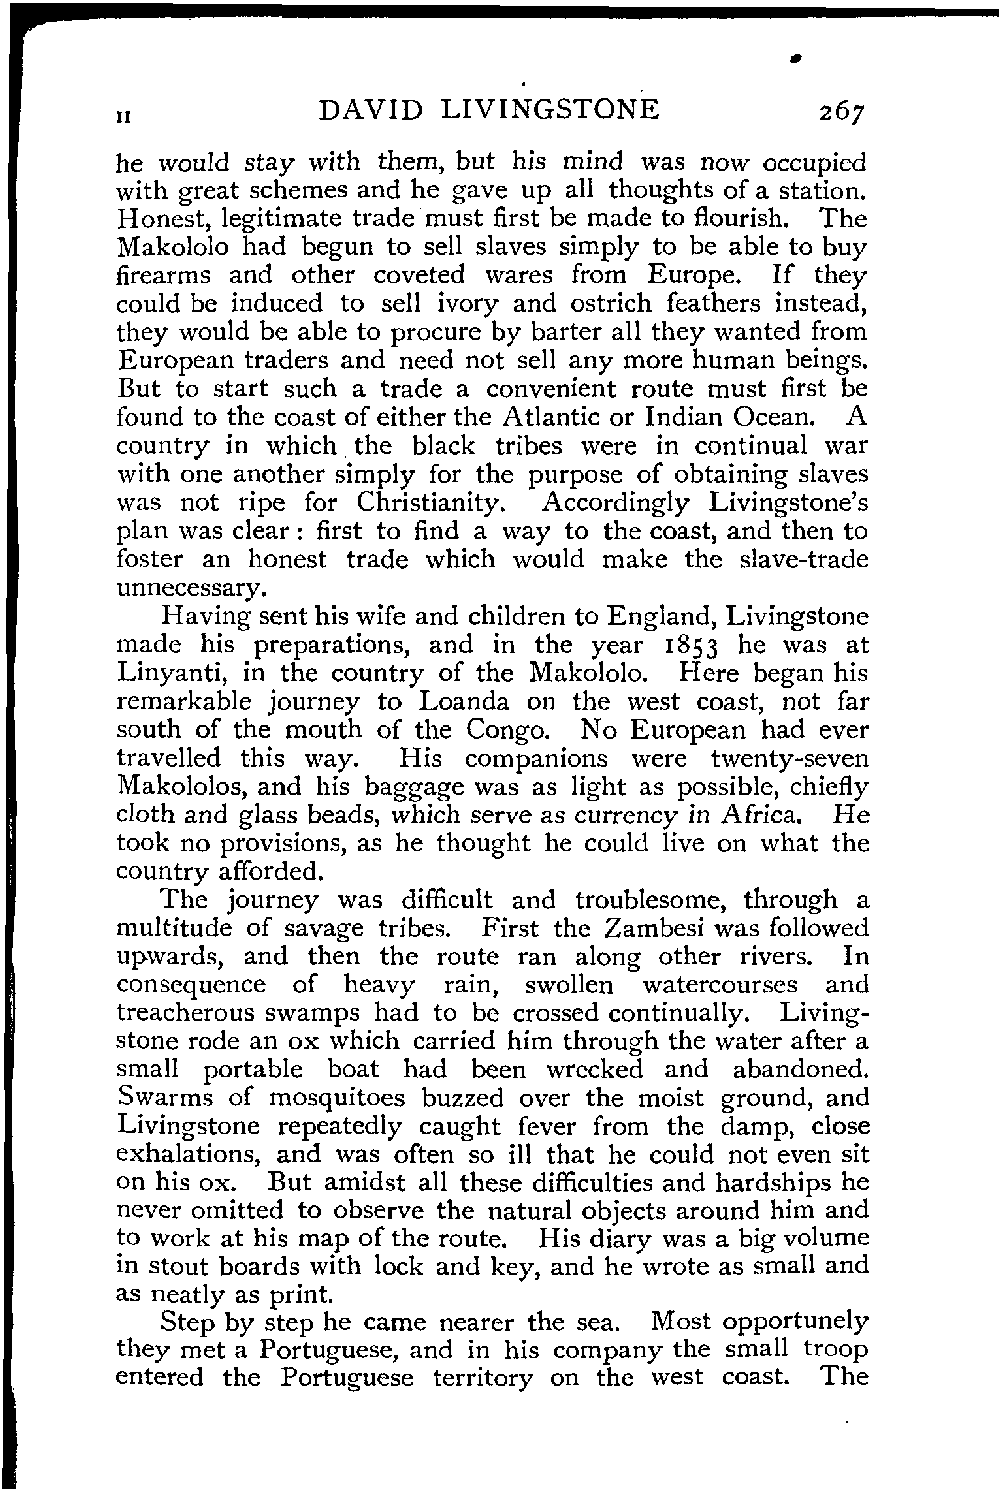 II DAVID LIVINGSTONE 267
he would stay with them, but his mind was now occupied
with great schemes and he gave up all thoughts of a station.
Honest, legitimate trade must first be made to flourish. The
Makololo had begun to sell slaves simply to be able to buy
firearms and other coveted wares from Europe. If they
could be induced to sell ivory and ostrich feathers instead,
they would be able to procure by barter all they wanted from
European traders and need not sell any more human beings.
But to start such a trade a convenient route must first be
found to the coast of either the Atlantic or Indian Ocean. A
country in which the black tribes were in continual war
with one another simply for the purpose of obtaining slaves
was not ripe for Christianity. Accordingly Livingstone's
plan was clear: first to find a way to the coast, and then to
foster an honest trade which would make the slave-trade
unnecessary.
Having sent his wife and children to England, Livingstone
made his preparations, and in the year 1853 he was at
Linyanti, in the country of the Makololo. Here began his
remarkable journey to Loanda on the west coast, not far
south of the mouth of the Congo. No European had ever
travelled this way. His companions were twenty-seven
Makololos, and his baggage was as light as possible, chiefly
cloth and glass beads, which serve as currency in Africa. He
took no provisions, as he thought he could live on what the
country afforded.
The journey was difficult and troublesome, through a
multitude of savage tribes. First the Zambesi was followed
upwards, and then the route ran along other rivers. In
consequence of heavy rain, swollen watercourses and
treacherous swamps had to be crossed continually. Living-
stone rode an ox which carried him through the water after a
small portable boat had been wrecked and abandoned.
Swarms of mosquitoes buzzed over the moist ground, and
Livingstone repeatedly caught fever from the damp, close
exhalations, and was often so ill that he could not even sit
on his ox. But amidst all these difficulties and hardships he
never omitted to observe the natural objects around him and
to work at his map of the route. His diary was a big volume
in stout boards with lock and key, and he wrote as small and
as neatly as print.
Step by step he came nearer the sea. Most opportunely
they met a Portuguese, and in his company the small troop
entered the Portuguese territory on the west coast. The